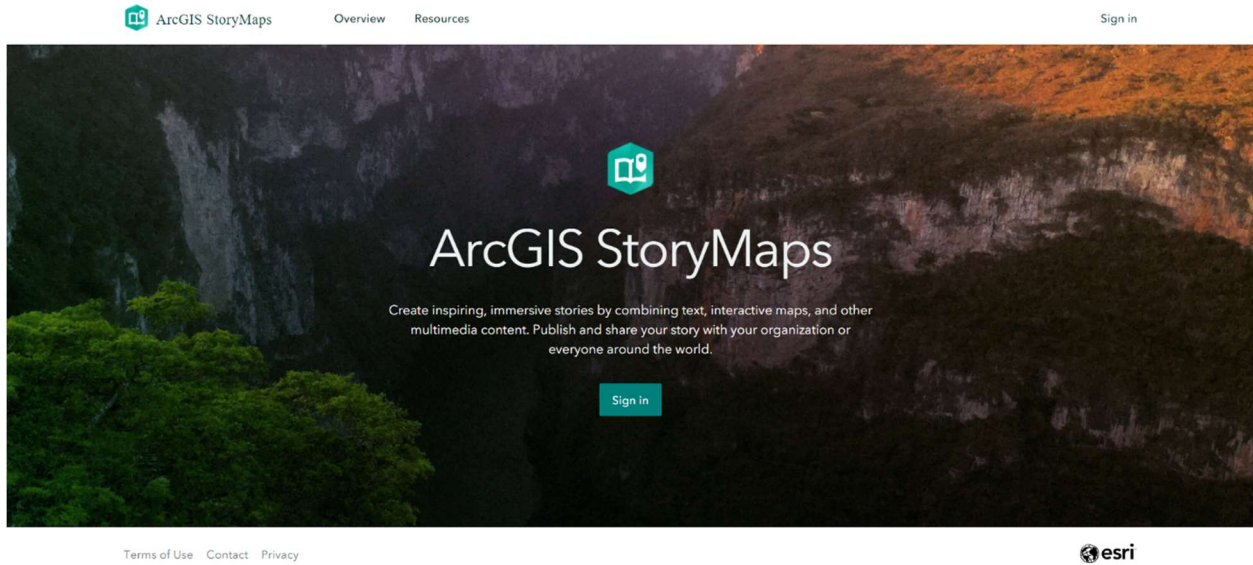 ArcGIS StoryMaps
Overview
Resources
Sign in
ArcGIS StoryMaps
Create inspiring, immersive stories by combining text, interactive maps, and other
multimedia content. Publish and share your story with your organization or
everyone around the world.
Sign in
Terms of Use
Contact
Privacy
esri